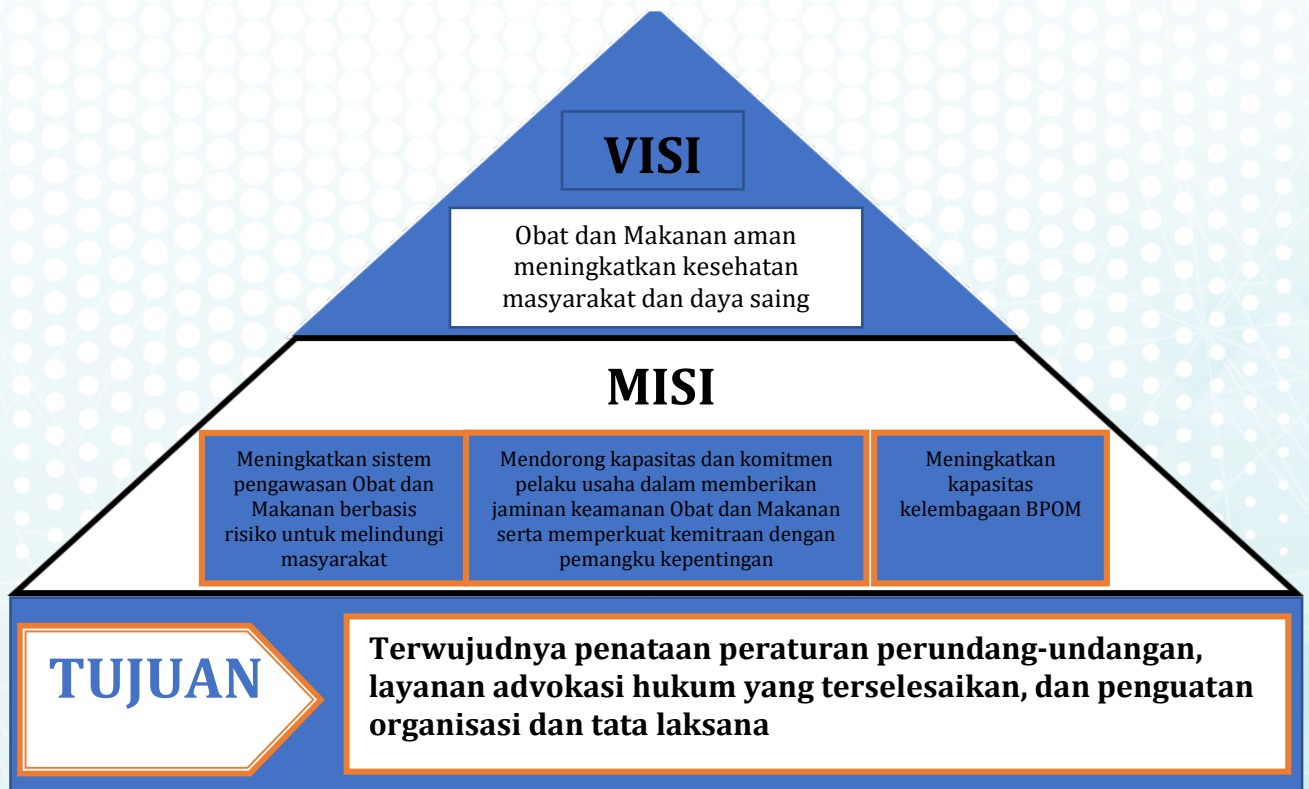 VISI
Obat dan Makanan aman
meningkatkan kesehatan
masyarakat dan daya saing
MISI
Meningkatkan sistem
pengawasan Obat dan
Makanan berbasis
risiko untuk melindungi
masyarakat
Mendorong kapasitas dan komitmen
pelaku usaha dalam memberikan
jaminan keamanan Obat dan Makanan
serta memperkuat kemitraan dengan
pemangku kepentingan
Meningkatkan
kapasitas
kelembagaan BPOM
TUJUAN
Terwujudnya penataan peraturan perundang-undangan,
layanan advokasi hukum yang terselesaikan, dan penguatan
organisasi dan tata laksana